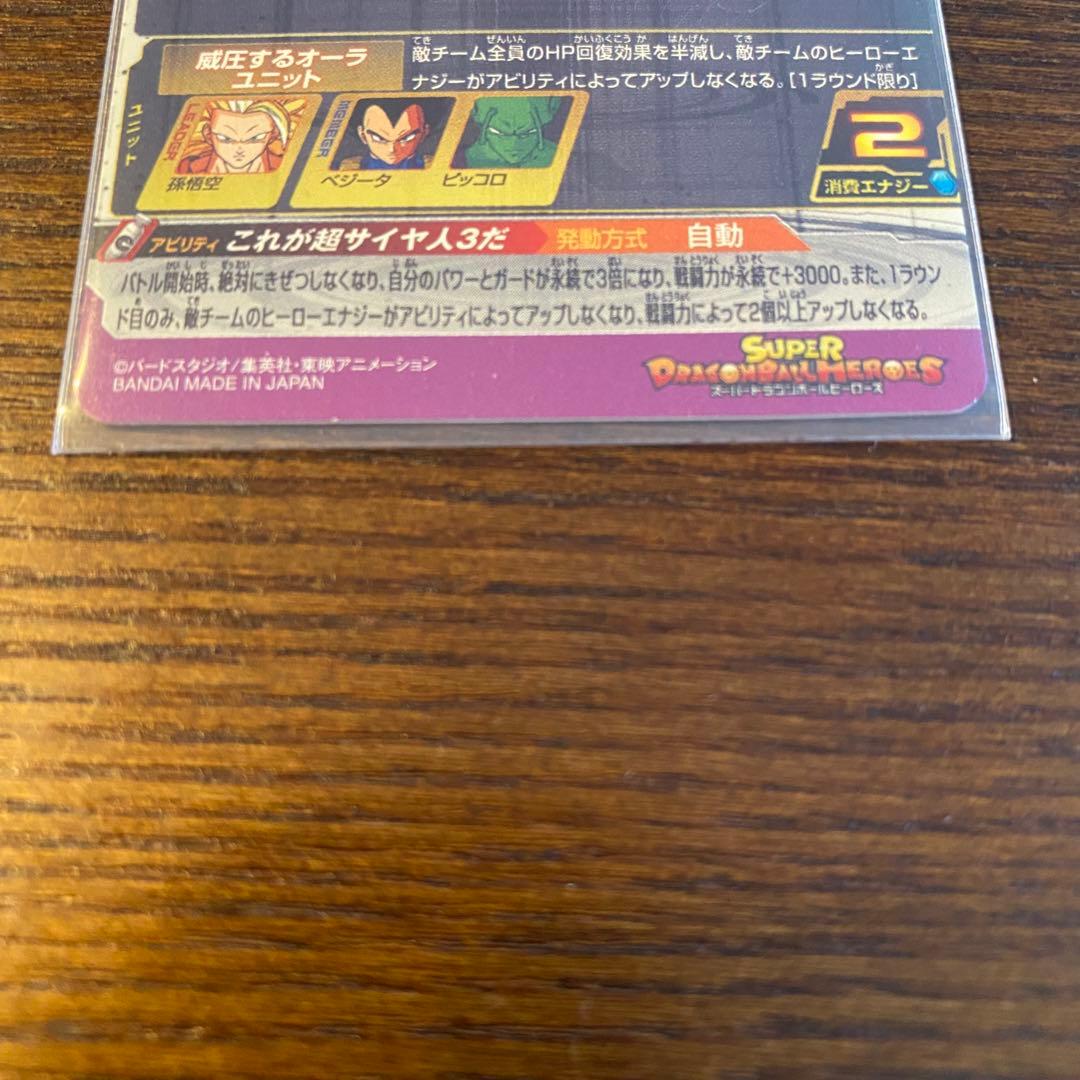 威圧するオーラ
ユニット
敵チーム全員のHP回復効果を半減し、敵チームのヒーローエ
ナジーがアビリティによってアップしなくなる。[1ラウンド限り]
ユニット
LEADER
孫悟空
MEMBER
ベジータ
ピッコロ
2
消費エナジー
アビリティ これが超サイヤ人3だ 発動方式 自動
バトル開始時、絶対にきぜつしなくなり、自分のパワーとガードが永続で3倍になり、戦闘力が永続で+3000。また、1ラウン
ド目のみ、敵チームのヒーローエナジーがアビリティによってアップしなくなり、戦闘力によって2個以上アップしなくなる。
©バードスタジオ/集英社・東映アニメーション
BANDAI MADE IN JAPAN
SUPER
DRAGONBALL HEROES
スーパードラゴンボールヒーローズ